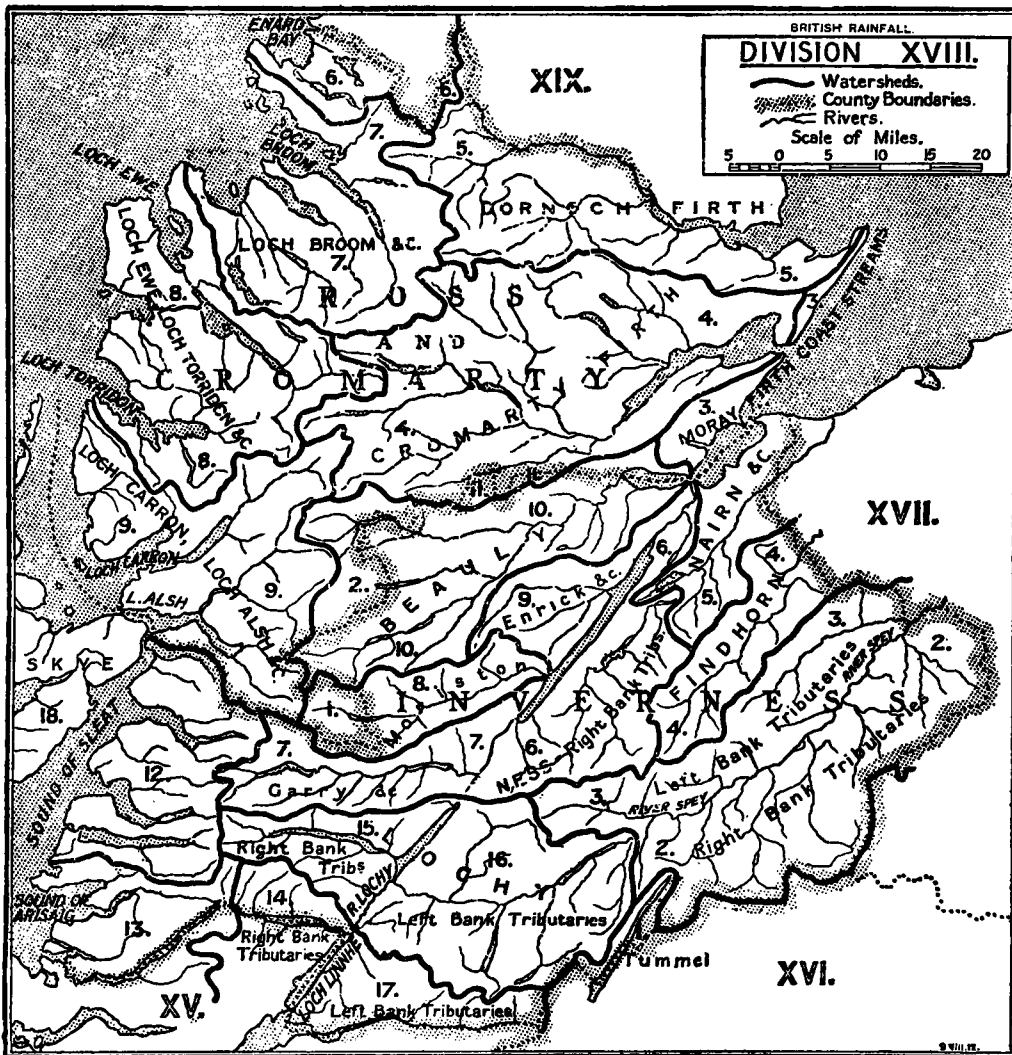 BRITISH RAINFALL.
DIVISION XVIII.
Watersheds.
County Boundaries.
Rivers.
Scale of Miles.
5 0 5 10 15 20
ENARD BAY
6.
6.
XIX.
7.
5.
LOCH BROOM
LOCH EWE
DORNOCH FIRTH
LOCH BROOM &c.
7.
5.
LOCH EWE, LOCH TORRIDON &c.
8.
ROSS
AND
CROMARTY
3.
4.
CROMARTY FIRTH
4.
LOCH TORRIDON
8.
3.
MORAY FIRTH COAST STREAMS
LOCH CARRON,
9.
LOCH CARRON
LOCH ALSH
9.
L. ALSH
11.
10.
2.
BEAULY
10.
NAIRN &c.
XVII.
6.
9.
Enrick &c.
5.
4.
FINDHORN
4.
3.
2.
SKYE
18.
SOUND OF SLEAT
1.
8.
Moriston
INVERNESS
Right Bank Tribs.
Left Bank Tributaries
RIVER SPEY
Right Bank Tributaries
7.
7.
6.
NESS
12.
Garry &c
3.
RIVER SPEY
2.
15.
Right Bank Tribs
LOCHY
16.
R. LOCHY
Left Bank Tributaries
SOUND OF ARISAIG
13.
14.
Right Bank Tributaries
Tummel
XV.
LOCH LINNHE
17.
Left Bank Tributaries
XVI.